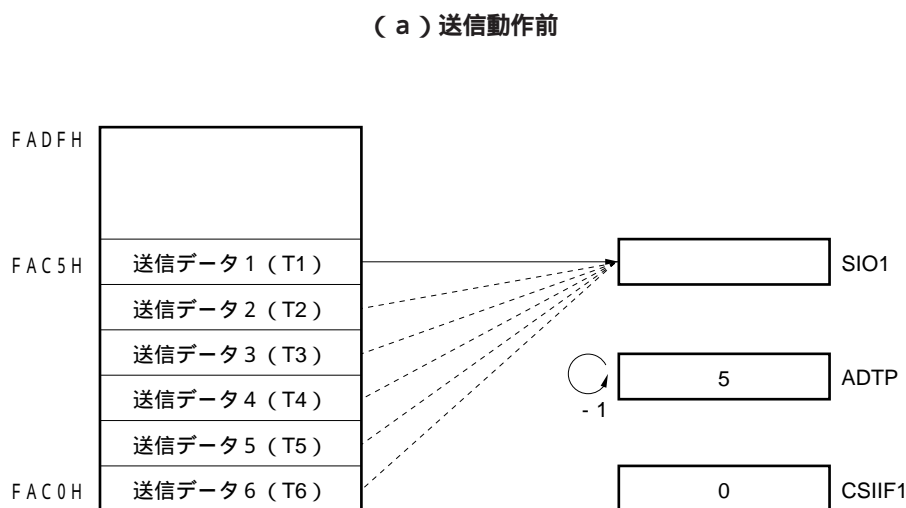 (a)送信動作前
FADFH
FAC5H 送信データ1(T1) SIO1
送信データ2(T2)
送信データ3(T3)
5 ADTP
送信データ4(T4)
-1
送信データ5(T5)
FAC0H 送信データ6(T6) 0 CSIIF1